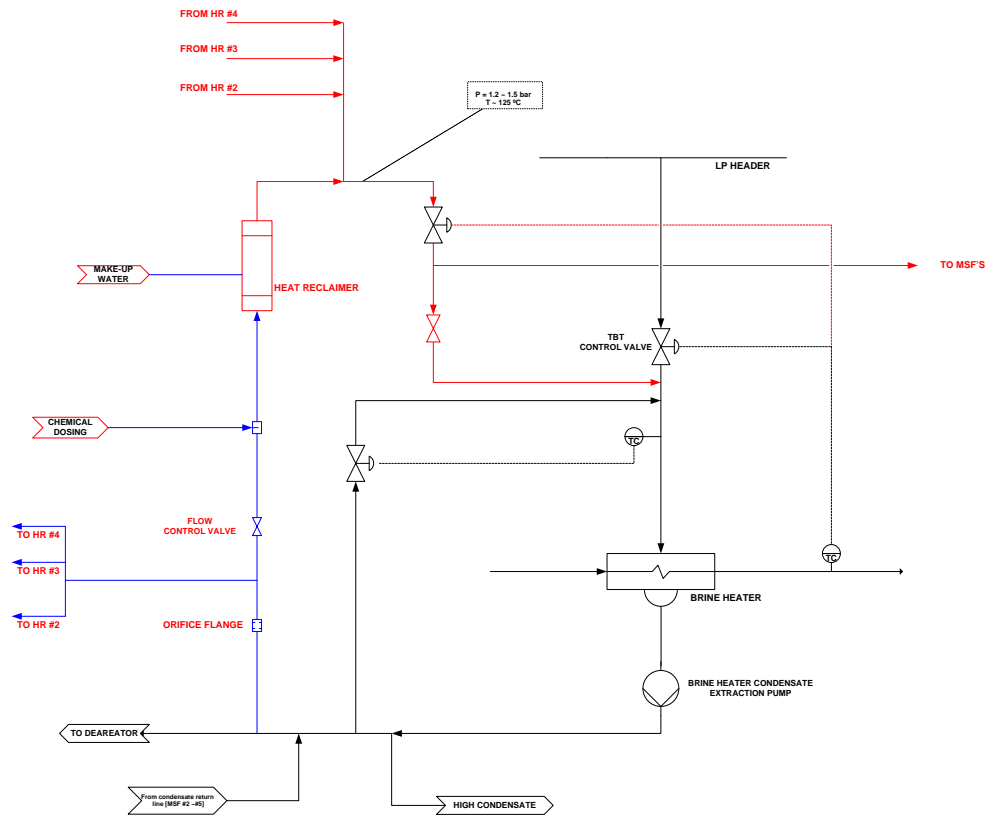 FROM HR #4
FROM HR #3
FROM HR #2
P = 1.2 ~ 1.5 bar
T ~ 125 ºC
LP HEADER
MAKE-UP
WATER
HEAT RECLAIMER
TO MSF'S
TBT
CONTROL VALVE
CHEMICAL
DOSING
TC
FLOW
CONTROL VALVE
TO HR #4
TO HR #3
TO HR #2
TC
BRINE HEATER
ORIFICE FLANGE
BRINE HEATER CONDENSATE
EXTRACTION PUMP
TO DEAREATOR
From condensate return
line [MSF #2 ~#5]
HIGH CONDENSATE